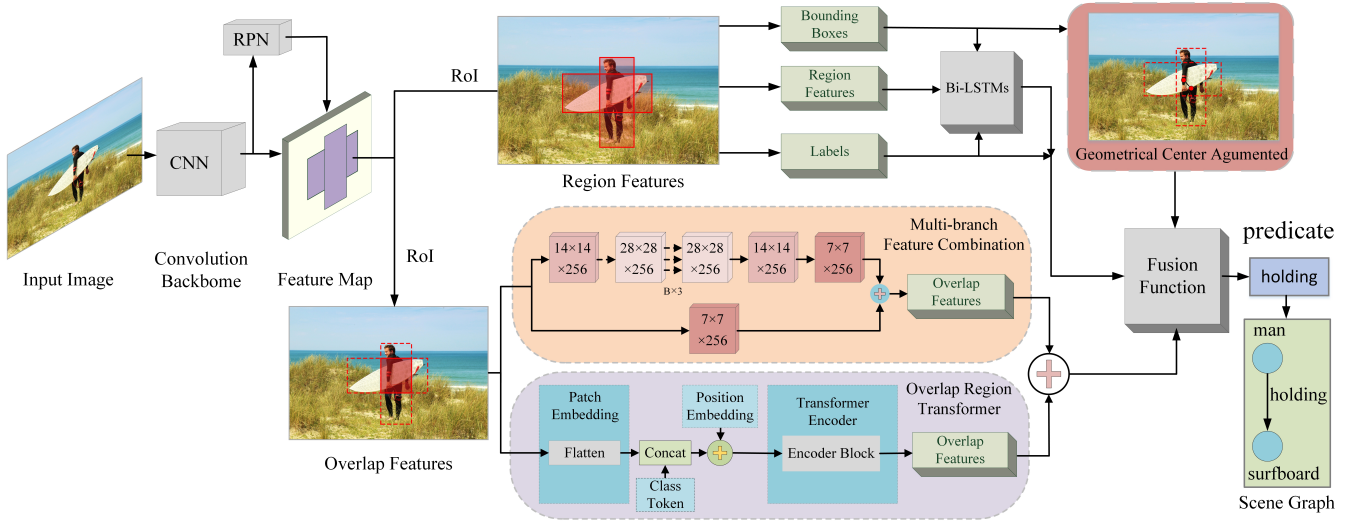 RPN
CNN
Input Image
Convolution
Backbome
Feature Map
RoI
RoI
Region Features
Overlap Features
Bounding
Boxes
Region
Features
Labels
Bi-LSTMs
Geometrical Center Agumented
Multi-branch
Feature Combination
14×14
×256
28×28
×256
28×28
×256
14×14
×256
7×7
×256
B×3
7×7
×256
Overlap
Features
Patch
Embedding
Flatten
Position
Embedding
Concat
Class
Token
Transformer
Encoder
Encoder Block
Overlap Region
Transformer
Overlap
Features
Fusion
Function
predicate
holding
man
holding
surfboard
Scene Graph